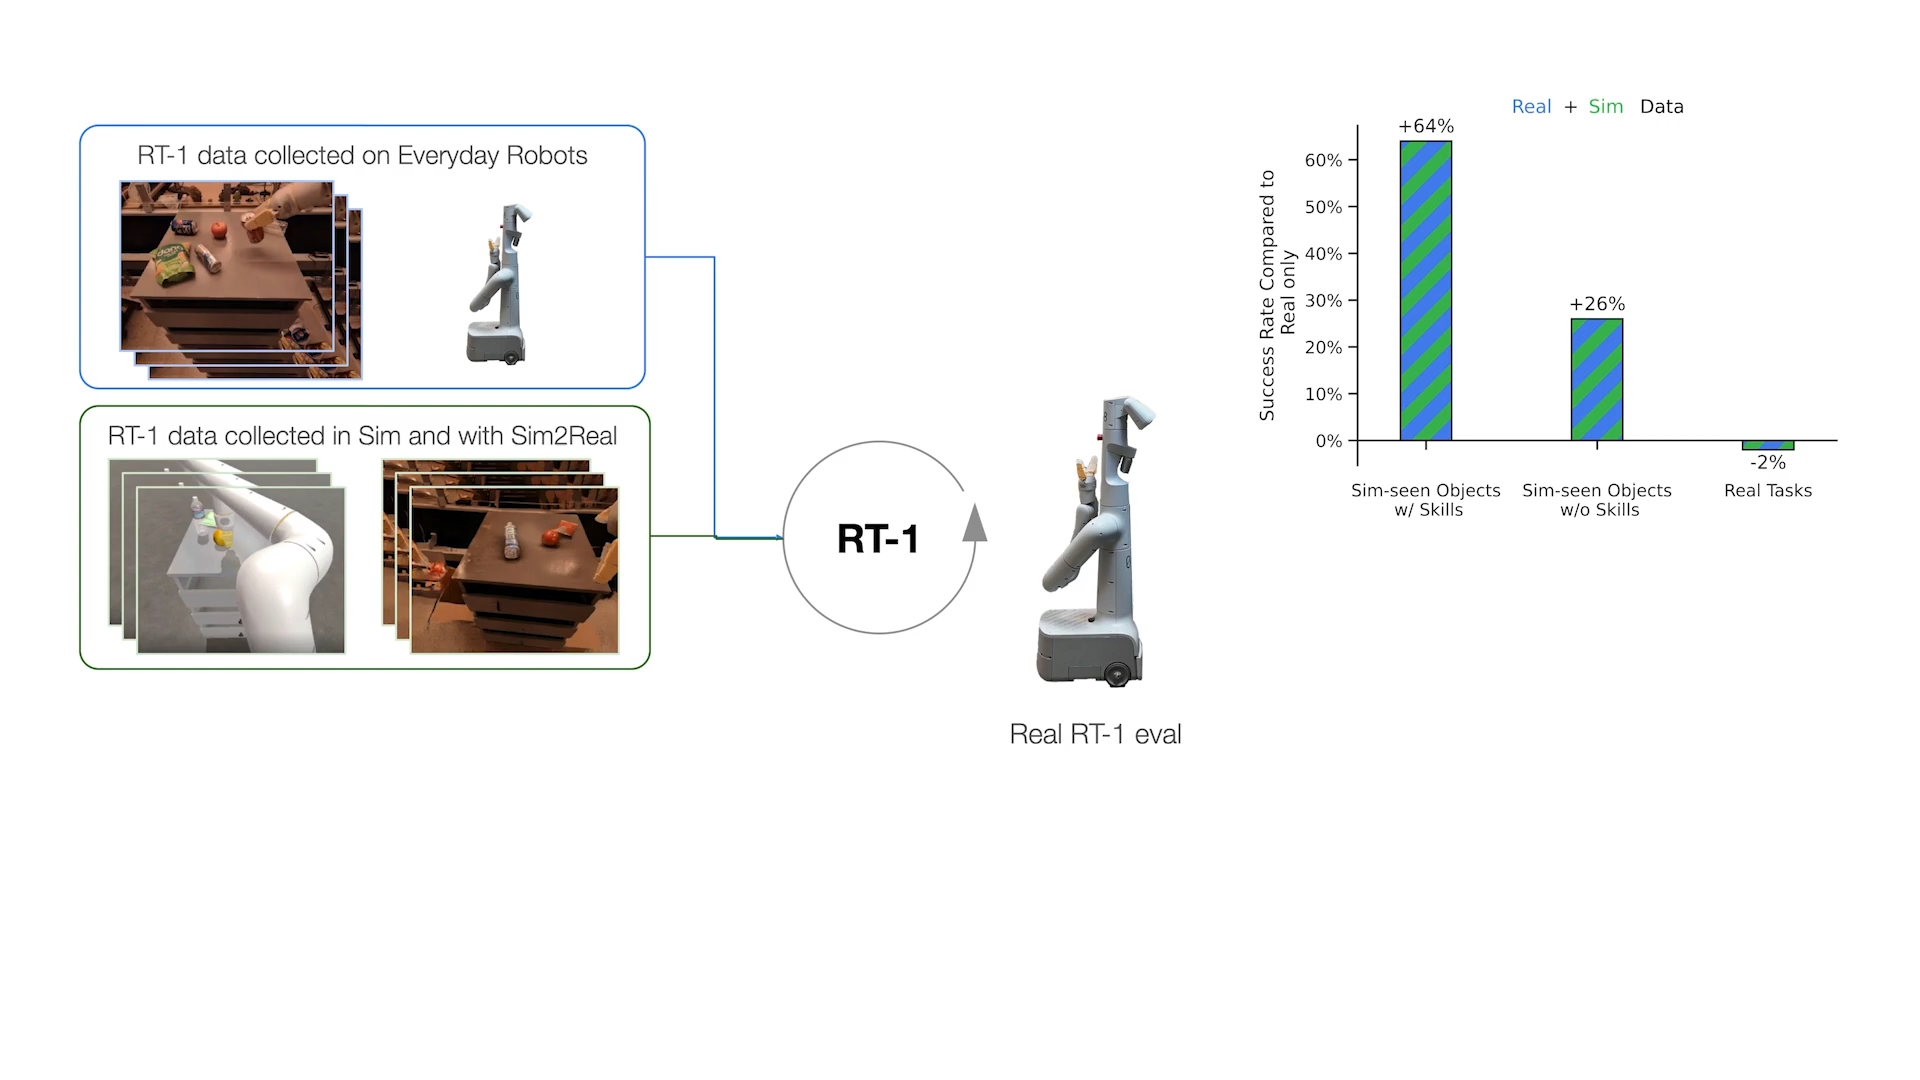 RT-1 data collected on Everyday Robots
RT-1 data collected in Sim and with Sim2Real
RT-1
Real RT-1 eval
Real + Sim Data
Success Rate Compared to
Real only
60%
50%
40%
30%
20%
10%
0%
+64%
+26%
-2%
Sim-seen Objects
w/ Skills
Sim-seen Objects
w/o Skills
Real Tasks